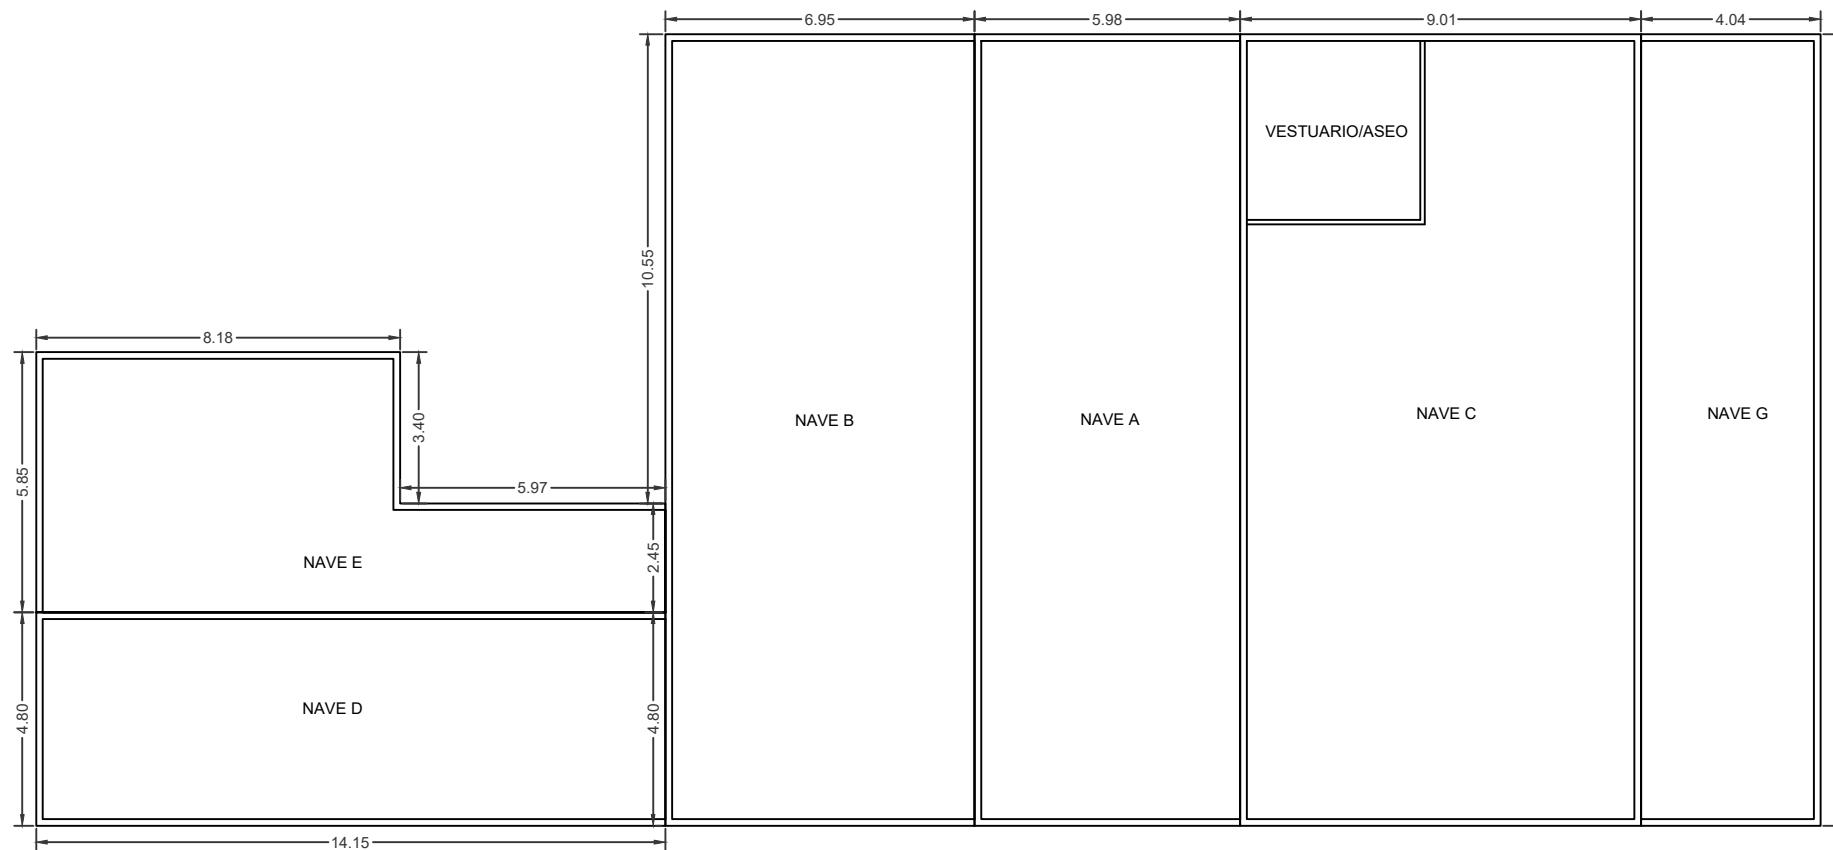 6.95
5.98
9.01
4.04
VESTUARIO/ASEO
10.55
8.18
3.40
5.85
5.97
NAVE B
NAVE A
NAVE C
NAVE G
2.45
NAVE E
4.80
NAVE D
4.80
14.15